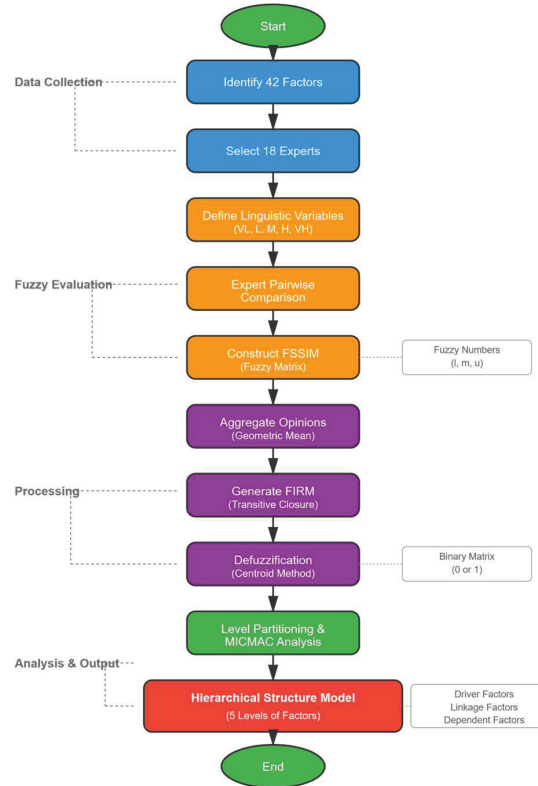 Start
Data Collection
Identify 42 Factors
Select 18 Experts
Define Linguistic Variables
(VL, L, M, H, VH)
Fuzzy Evaluation
Expert Pairwise
Comparison
Construct FSSIM
(Fuzzy Matrix)
Fuzzy Numbers
(l, m, u)
Aggregate Opinions
(Geometric Mean)
Processing
Generate FIRM
(Transitive Closure)
Defuzzification
(Centroid Method)
Binary Matrix
(0 or 1)
Level Partitioning &
MICMAC Analysis
Analysis & Output
Hierarchical Structure Model
(5 Levels of Factors)
Driver Factors
Linkage Factors
Dependent Factors
End